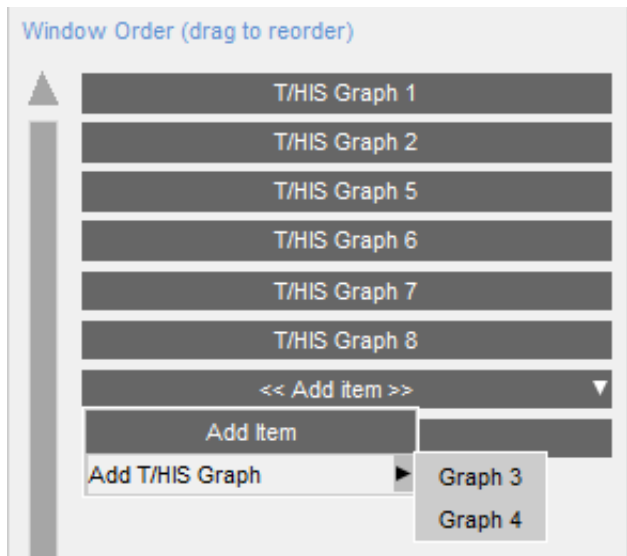 Window Order (drag to reorder)
T/HIS Graph 1
T/HIS Graph 2
T/HIS Graph 5
T/HIS Graph 6
T/HIS Graph 7
T/HIS Graph 8
<< Add item >>
Add Item
Add T/HIS Graph
Graph 3
Graph 4